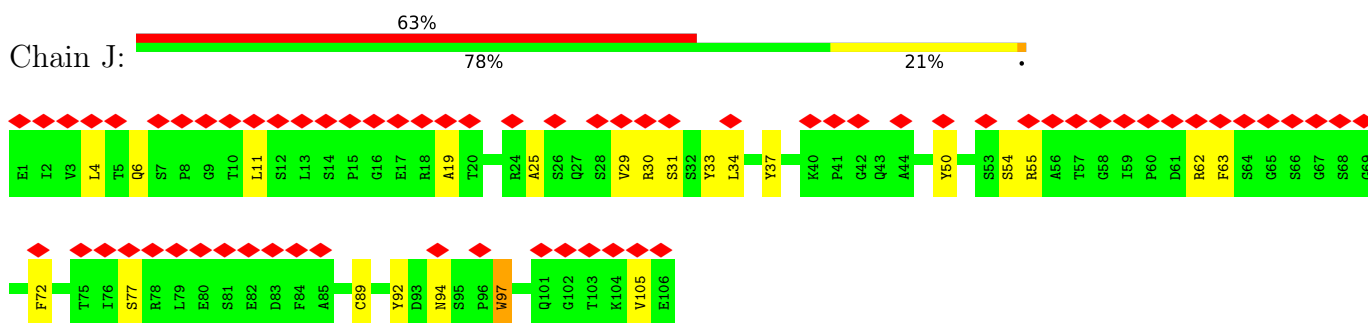 63%
Chain J:
78% 21% •
E1 I2 V3 L4 T5 Q6 S7 P8 G9 T10 L11 S12 L13 S14 P15 G16 E17 R18 A19 T20 R24 A25 S26 Q27 S28 V29 R30 S31 S32 Y33 L34 Y37 K40 P41 G42 Q43 A44 Y50 S53 S54 R55 A56 T57 G58 I59 P60 D61 R62 F63 S64 G65 S66 G67 S68 G69
F72 T75 I76 S77 R78 L79 E80 S81 E82 D83 F84 A85 C89 Y92 D93 N94 S95 P96 W97 Q101 G102 T103 K104 V105 E106